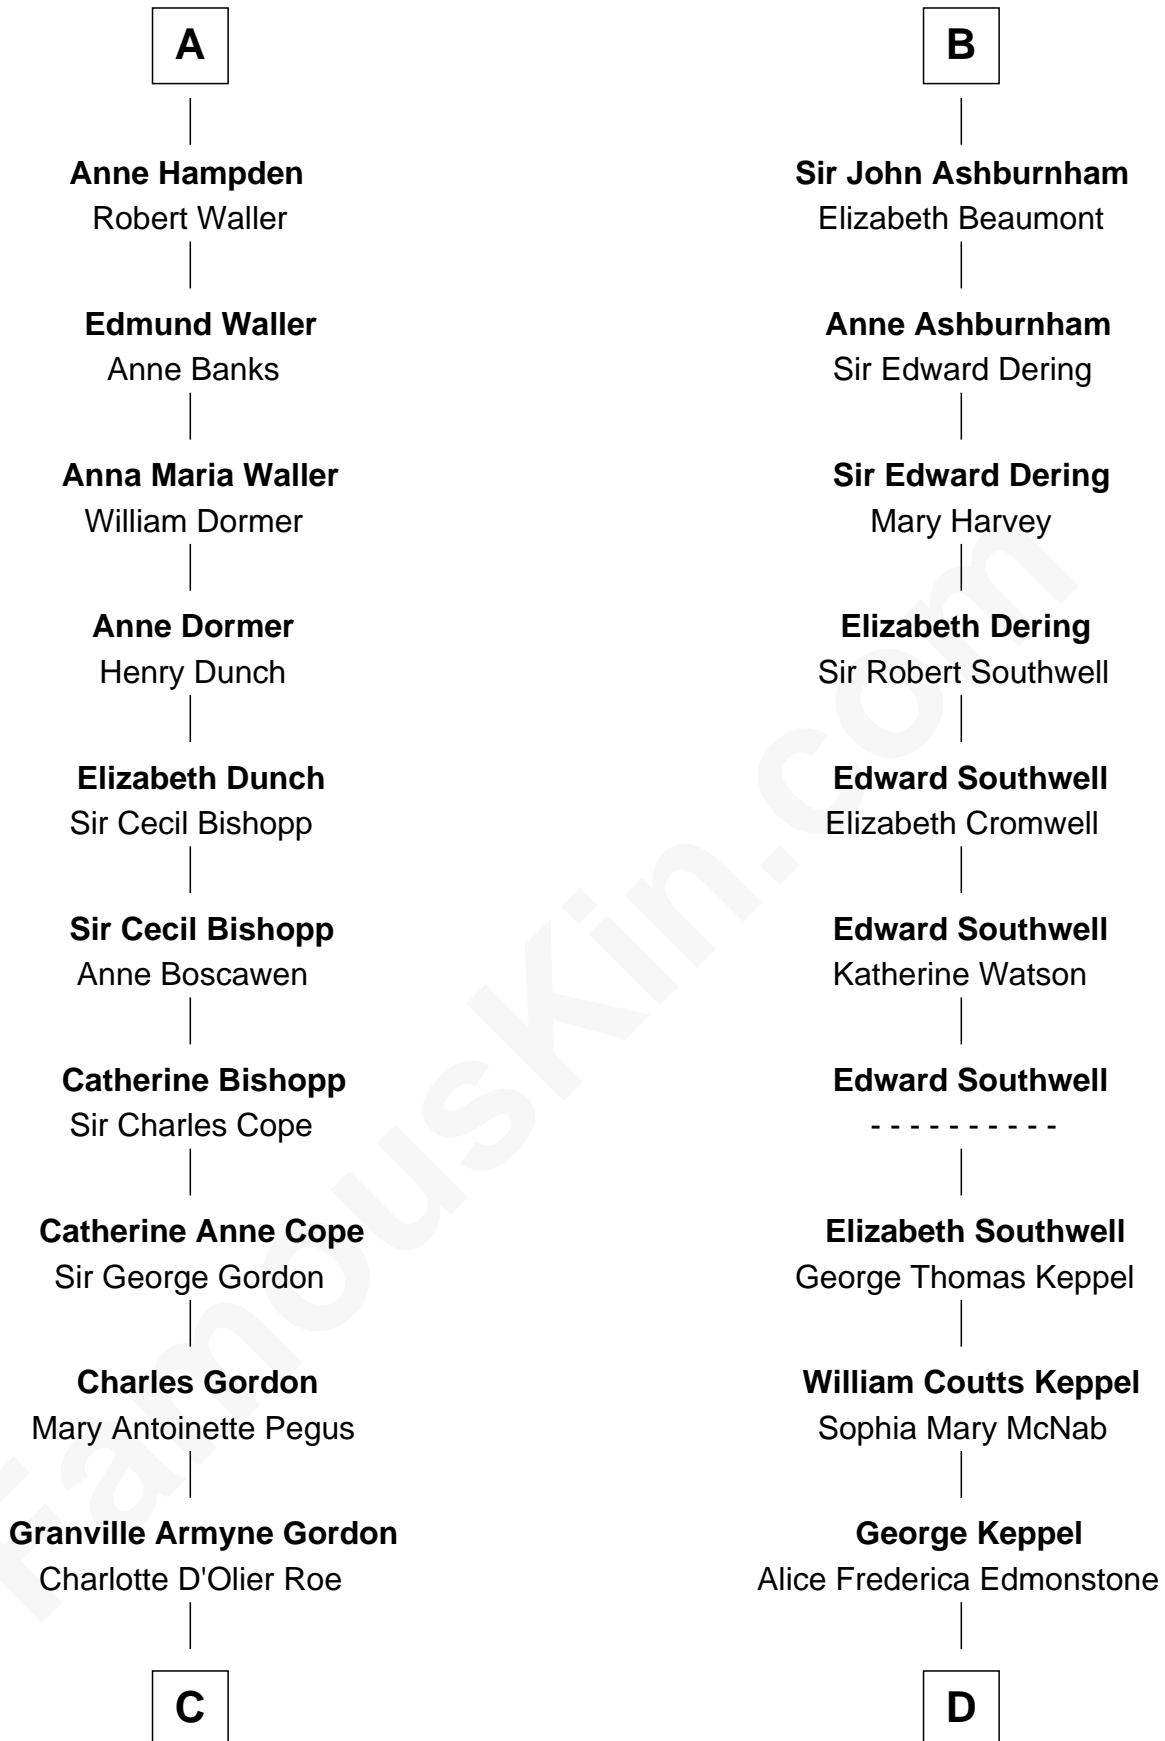 A
Anne Hampden
Robert Waller
Edmund Waller
Anne Banks
Anna Maria Waller
William Dormer
Anne Dormer
Henry Dunch
Elizabeth Dunch
Sir Cecil Bishopp
Sir Cecil Bishopp
Anne Boscawen
Catherine Bishopp
Sir Charles Cope
Catherine Anne Cope
Sir George Gordon
Charles Gordon
Mary Antoinette Pegus
Granville Armyne Gordon
Charlotte D'Olier Roe
C
B
Sir John Ashburnham
Elizabeth Beaumont
Anne Ashburnham
Sir Edward Dering
Sir Edward Dering
Mary Harvey
Elizabeth Dering
Sir Robert Southwell
Edward Southwell
Elizabeth Cromwell
Edward Southwell
Katherine Watson
Edward Southwell
- - - - - - - - - -
Elizabeth Southwell
George Thomas Keppel
William Coutts Keppel
Sophia Mary McNab
George Keppel
Alice Frederica Edmonstone
D
FamousKin.com